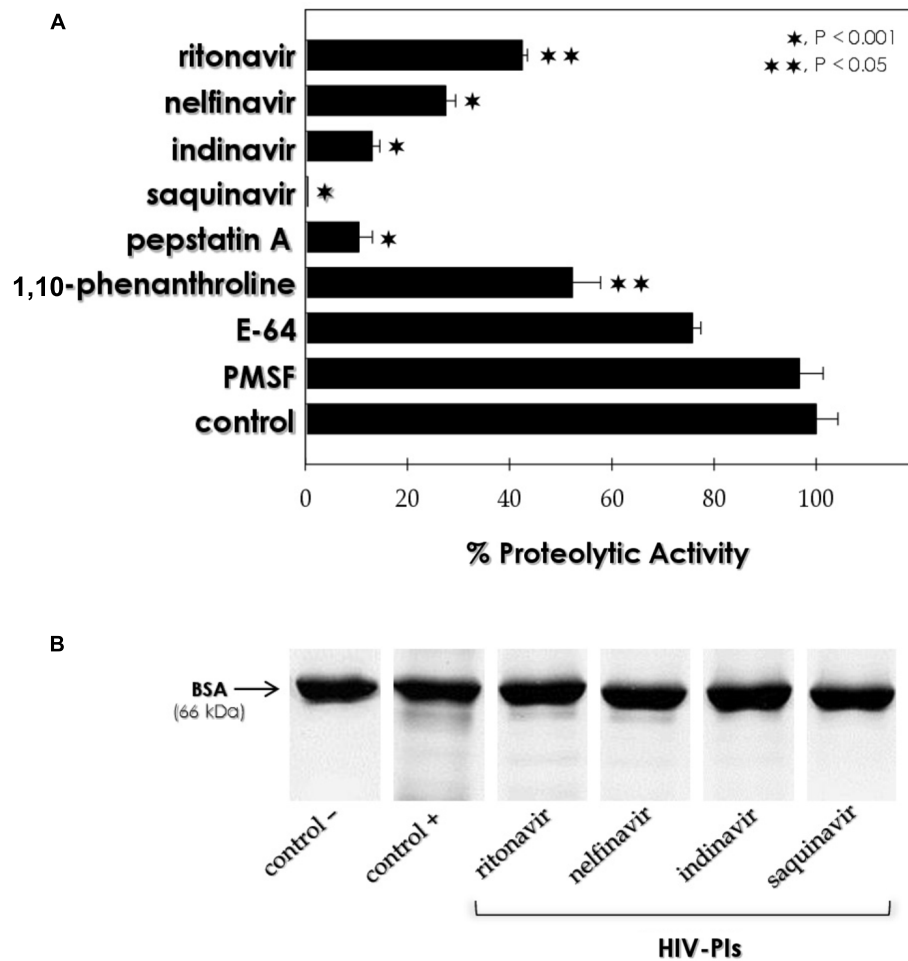 A
★, P < 0.001
★★, P < 0.05
ritonavir ★★
nelfinavir ★
indinavir ★
saquinavir ★
pepstatin A ★
1,10-phenanthroline ★★
E-64
PMSF
control
0 20 40 60 80 100
% Proteolytic Activity
B
BSA
(66 kDa)
control – control + ritonavir nelfinavir indinavir saquinavir
HIV-PIs